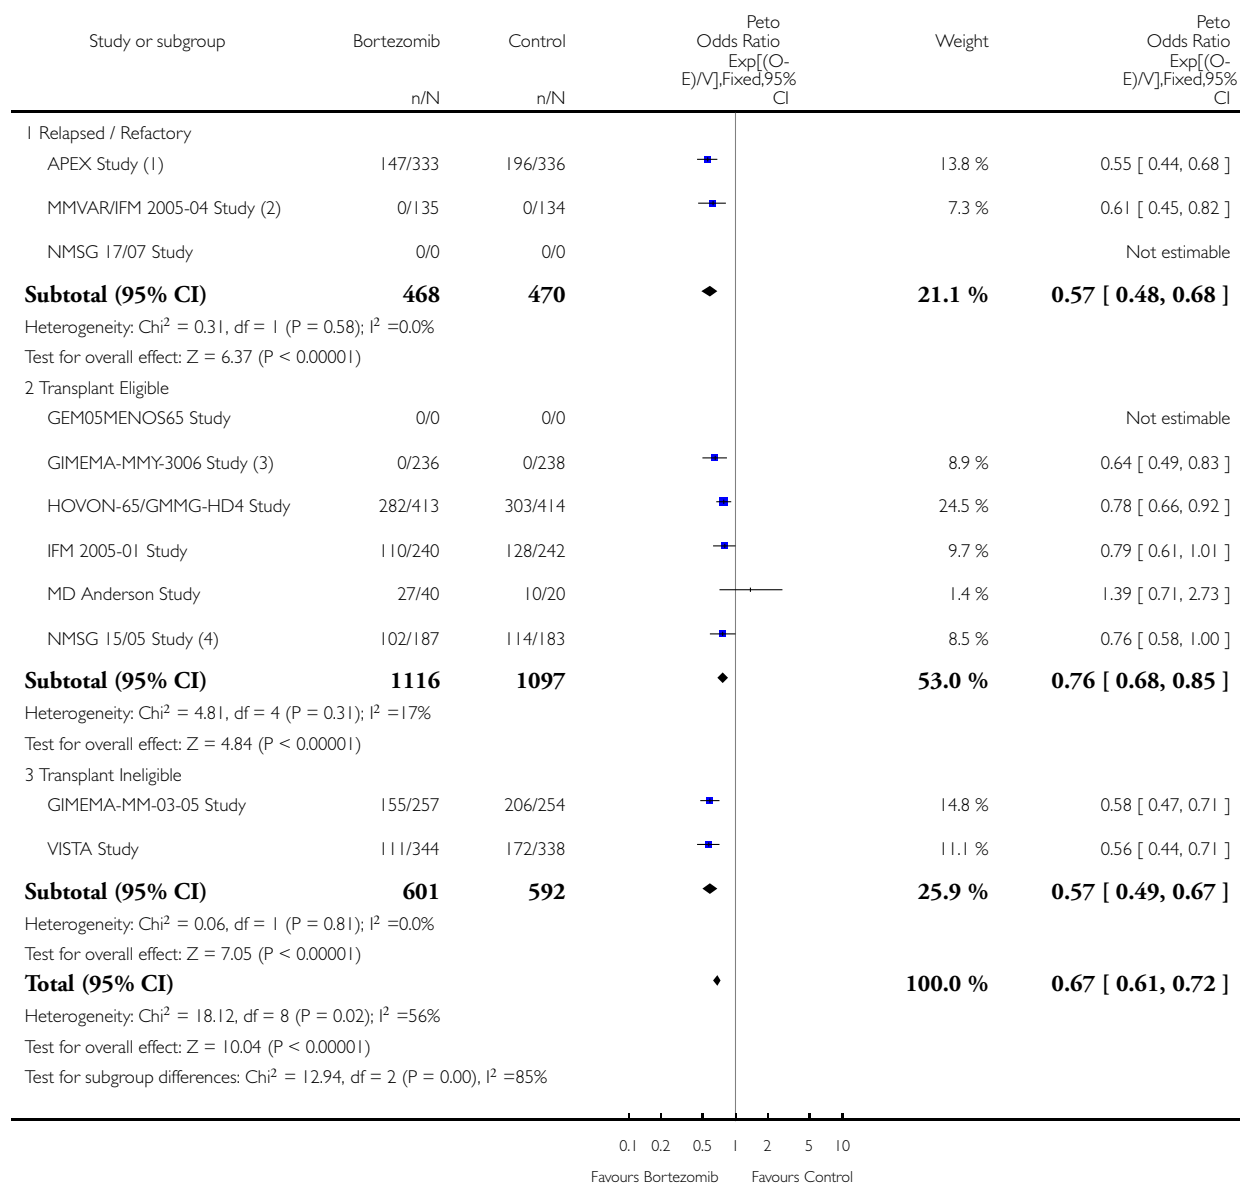 Study or subgroup Bortezomib Control Peto Odds Ratio Weight Peto Odds Ratio
Exp[(O-E)/V],Fixed,95% CI Exp[(O-E)/V],Fixed,95% CI
n/N n/N
1 Relapsed / Refactory
APEX Study (1) 147/333 196/336 13.8 % 0.55 [ 0.44, 0.68 ]
MMVAR/IFM 2005-04 Study (2) 0/135 0/134 7.3 % 0.61 [ 0.45, 0.82 ]
NMSG 17/07 Study 0/0 0/0 Not estimable
Subtotal (95% CI) 468 470 21.1 % 0.57 [ 0.48, 0.68 ]
Heterogeneity: Chi² = 0.31, df = 1 (P = 0.58); I² =0.0%
Test for overall effect: Z = 6.37 (P < 0.00001)
2 Transplant Eligible
GEM05MENOS65 Study 0/0 0/0 Not estimable
GIMEMA-MMY-3006 Study (3) 0/236 0/238 8.9 % 0.64 [ 0.49, 0.83 ]
HOVON-65/GMMG-HD4 Study 282/413 303/414 24.5 % 0.78 [ 0.66, 0.92 ]
IFM 2005-01 Study 110/240 128/242 9.7 % 0.79 [ 0.61, 1.01 ]
MD Anderson Study 27/40 10/20 1.4 % 1.39 [ 0.71, 2.73 ]
NMSG 15/05 Study (4) 102/187 114/183 8.5 % 0.76 [ 0.58, 1.00 ]
Subtotal (95% CI) 1116 1097 53.0 % 0.76 [ 0.68, 0.85 ]
Heterogeneity: Chi² = 4.81, df = 4 (P = 0.31); I² =17%
Test for overall effect: Z = 4.84 (P < 0.00001)
3 Transplant Ineligible
GIMEMA-MM-03-05 Study 155/257 206/254 14.8 % 0.58 [ 0.47, 0.71 ]
VISTA Study 111/344 172/338 11.1 % 0.56 [ 0.44, 0.71 ]
Subtotal (95% CI) 601 592 25.9 % 0.57 [ 0.49, 0.67 ]
Heterogeneity: Chi² = 0.06, df = 1 (P = 0.81); I² =0.0%
Test for overall effect: Z = 7.05 (P < 0.00001)
Total (95% CI) 100.0 % 0.67 [ 0.61, 0.72 ]
Heterogeneity: Chi² = 18.12, df = 8 (P = 0.02); I² =56%
Test for overall effect: Z = 10.04 (P < 0.00001)
Test for subgroup differences: Chi² = 12.94, df = 2 (P = 0.00), I² =85%
0.1 0.2 0.5 1 2 5 10
Favours Bortezomib Favours Control